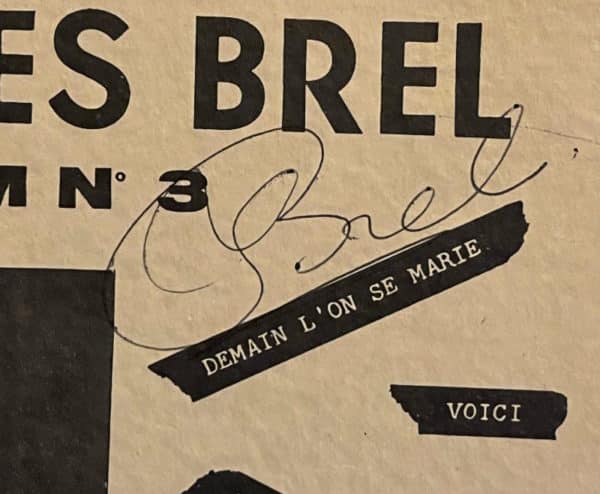 ES BREL
M N° 3
J Brel
DEMAIN L'ON SE MARIE
VOICI